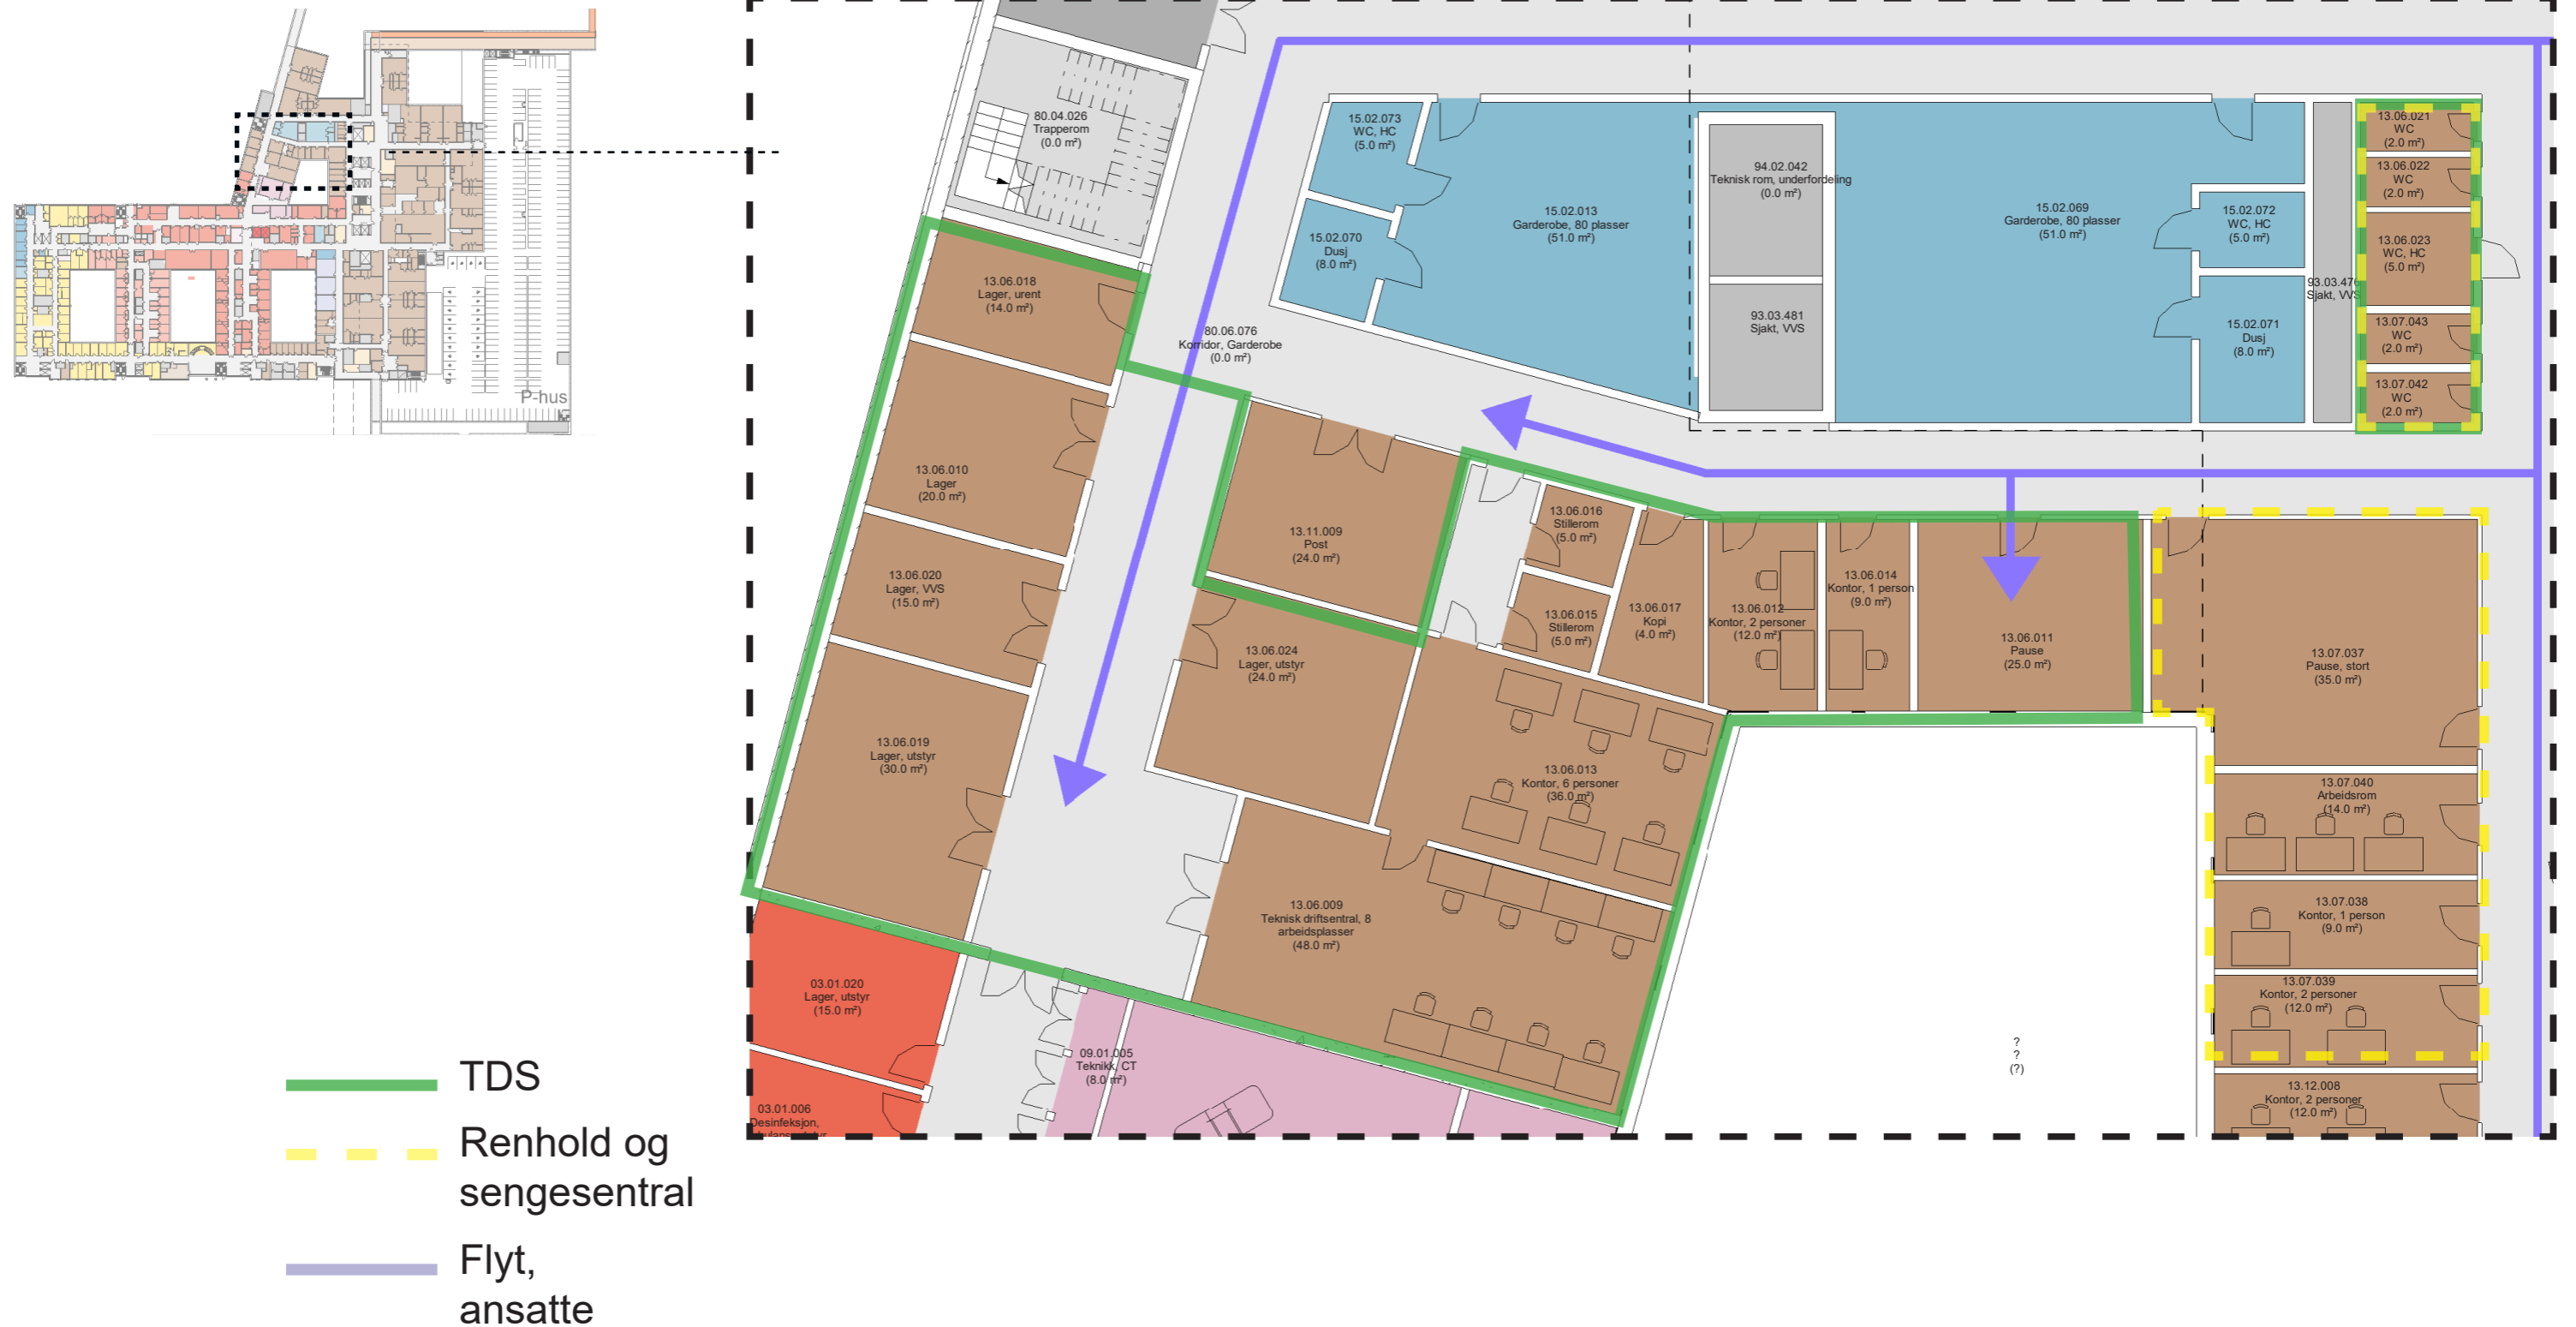 P-hus
80.04.026
Trapperom
(0.0 m²)
15.02.073
WC, HC
(5.0 m²)
15.02.070
Dusj
(8.0 m²)
15.02.013
Garderobe, 80 plasser
(51.0 m²)
94.02.042
Teknisk rom, underfordeling
(0.0 m²)
93.03.481
Sjakt, VVS
15.02.069
Garderobe, 80 plasser
(51.0 m²)
15.02.072
WC, HC
(5.0 m²)
15.02.071
Dusj
(8.0 m²)
93.03.476
Sjakt, VVS
13.06.021
WC
(2.0 m²)
13.06.022
WC
(2.0 m²)
13.06.023
WC, HC
(5.0 m²)
13.07.043
WC
(2.0 m²)
13.07.042
WC
(2.0 m²)
13.06.018
Lager, urent
(14.0 m²)
80.06.076
Korridor, Garderobe
(0.0 m²)
13.06.010
Lager
(20.0 m²)
13.06.020
Lager, VVS
(15.0 m²)
13.06.019
Lager, utstyr
(30.0 m²)
13.11.009
Post
(24.0 m²)
13.06.024
Lager, utstyr
(24.0 m²)
13.06.016
Stillerom
(5.0 m²)
13.06.015
Stillerom
(5.0 m²)
13.06.017
Kopi
(4.0 m²)
13.06.012
Kontor, 2 personer
(12.0 m²)
13.06.014
Kontor, 1 person
(9.0 m²)
13.06.011
Pause
(25.0 m²)
13.07.037
Pause, stort
(35.0 m²)
13.06.013
Kontor, 6 personer
(36.0 m²)
13.07.040
Arbeidsrom
(14.0 m²)
13.06.009
Teknisk driftsentral, 8
arbeidsplasser
(48.0 m²)
13.07.038
Kontor, 1 person
(9.0 m²)
13.07.039
Kontor, 2 personer
(12.0 m²)
13.12.008
Kontor, 2 personer
(12.0 m²)
03.01.020
Lager, utstyr
(15.0 m²)
09.01.005
Teknikk, CT
(8.0 m²)
03.01.006
Desinfeksjon,
?
?
(?)
TDS
Renhold og
sengesentral
Flyt,
ansatte